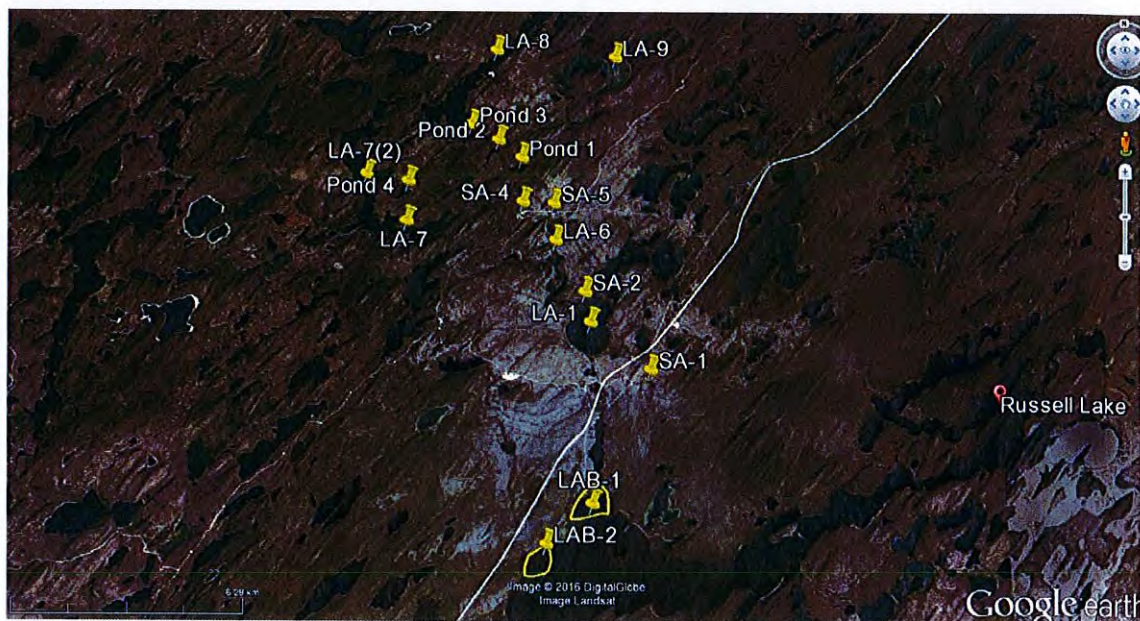 N
LA-8
LA-9
Pond 3
Pond 2
Pond 1
LA-7(2)
Pond 4
SA-4
SA-5
LA-7
LA-6
SA-2
LA-1
SA-1
Russell Lake
LAB-1
LAB-2
Image © 2016 DigitalGlobe
Image Landsat
Google earth